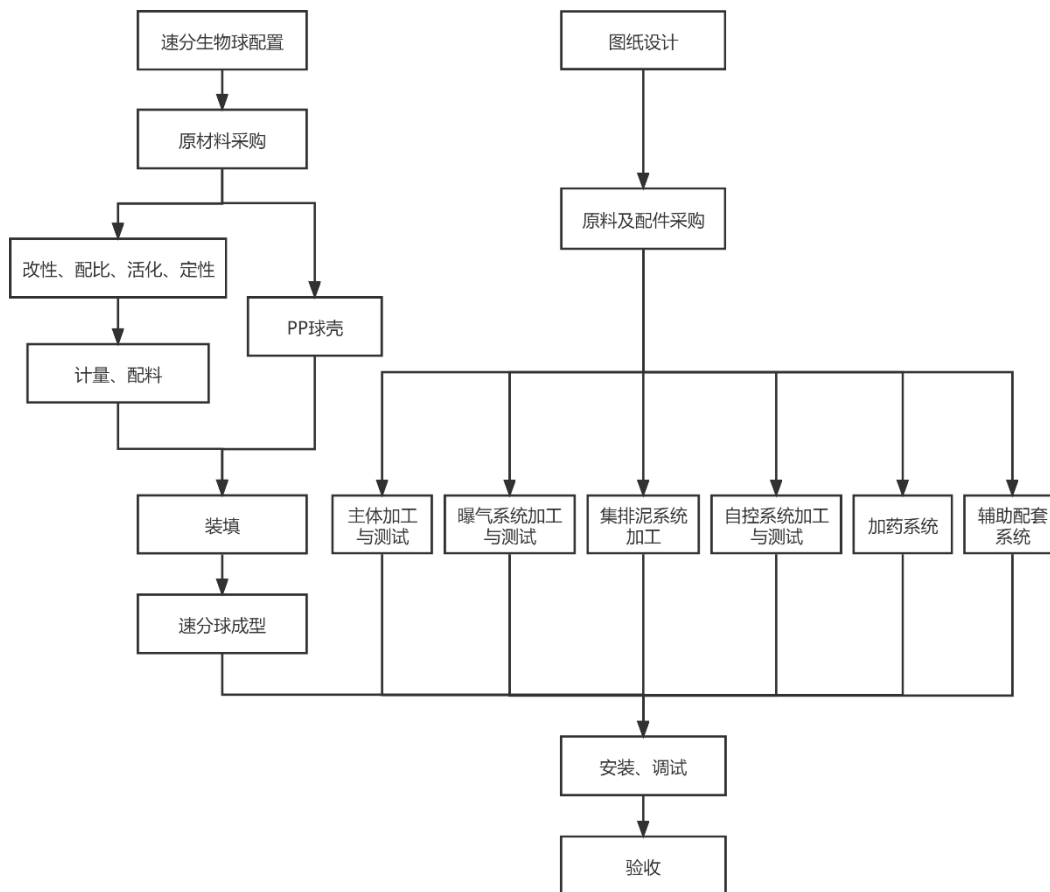 速分生物球配置
图纸设计
原材料采购
原料及配件采购
改性、配比、活化、定性
PP球壳
计量、配料
装填
主体加工
与测试
曝气系统加工
与测试
集排泥系统
加工
自控系统加工
与测试
加药系统
辅助配套
系统
速分球成型
安装、调试
验收